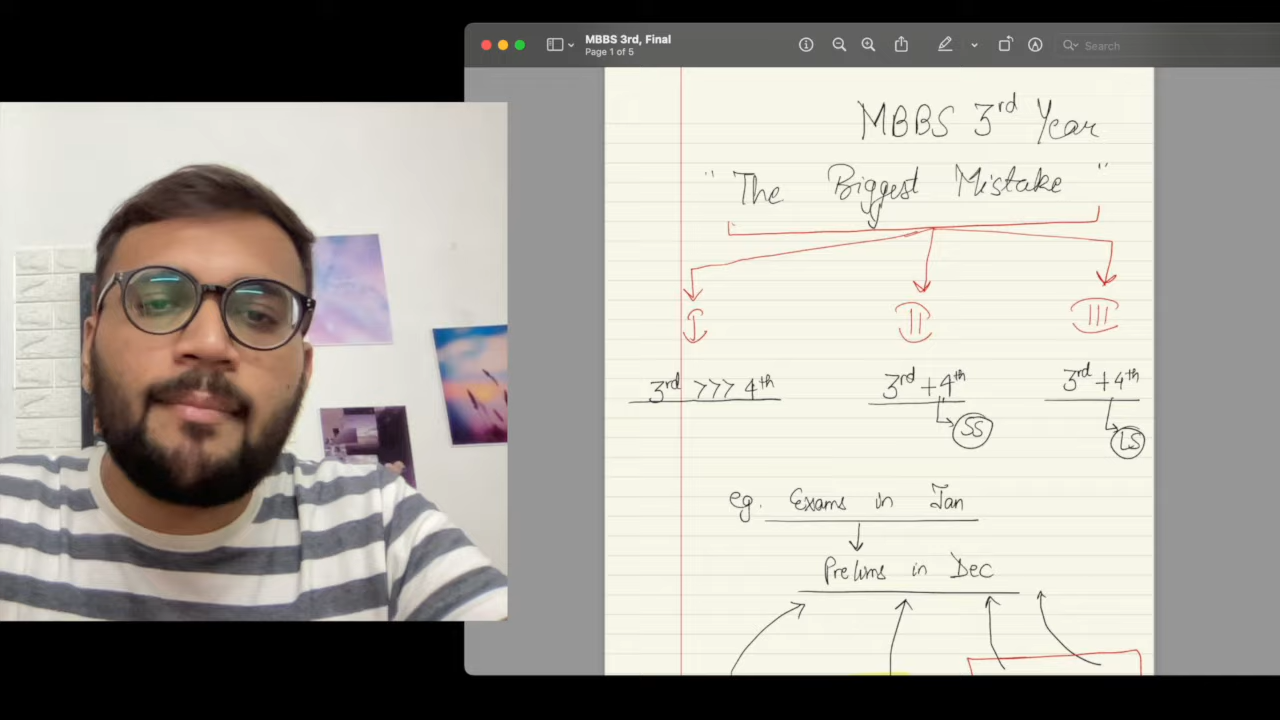 MBBS 3rd, Final
Page 1 of 5
Search
MBBS 3rd Year
"The Biggest Mistake"
I II III
3rd >>> 4th 3rd + 4th 3rd + 4th
SS LS
eg. Exams in Jan
Prelims in Dec